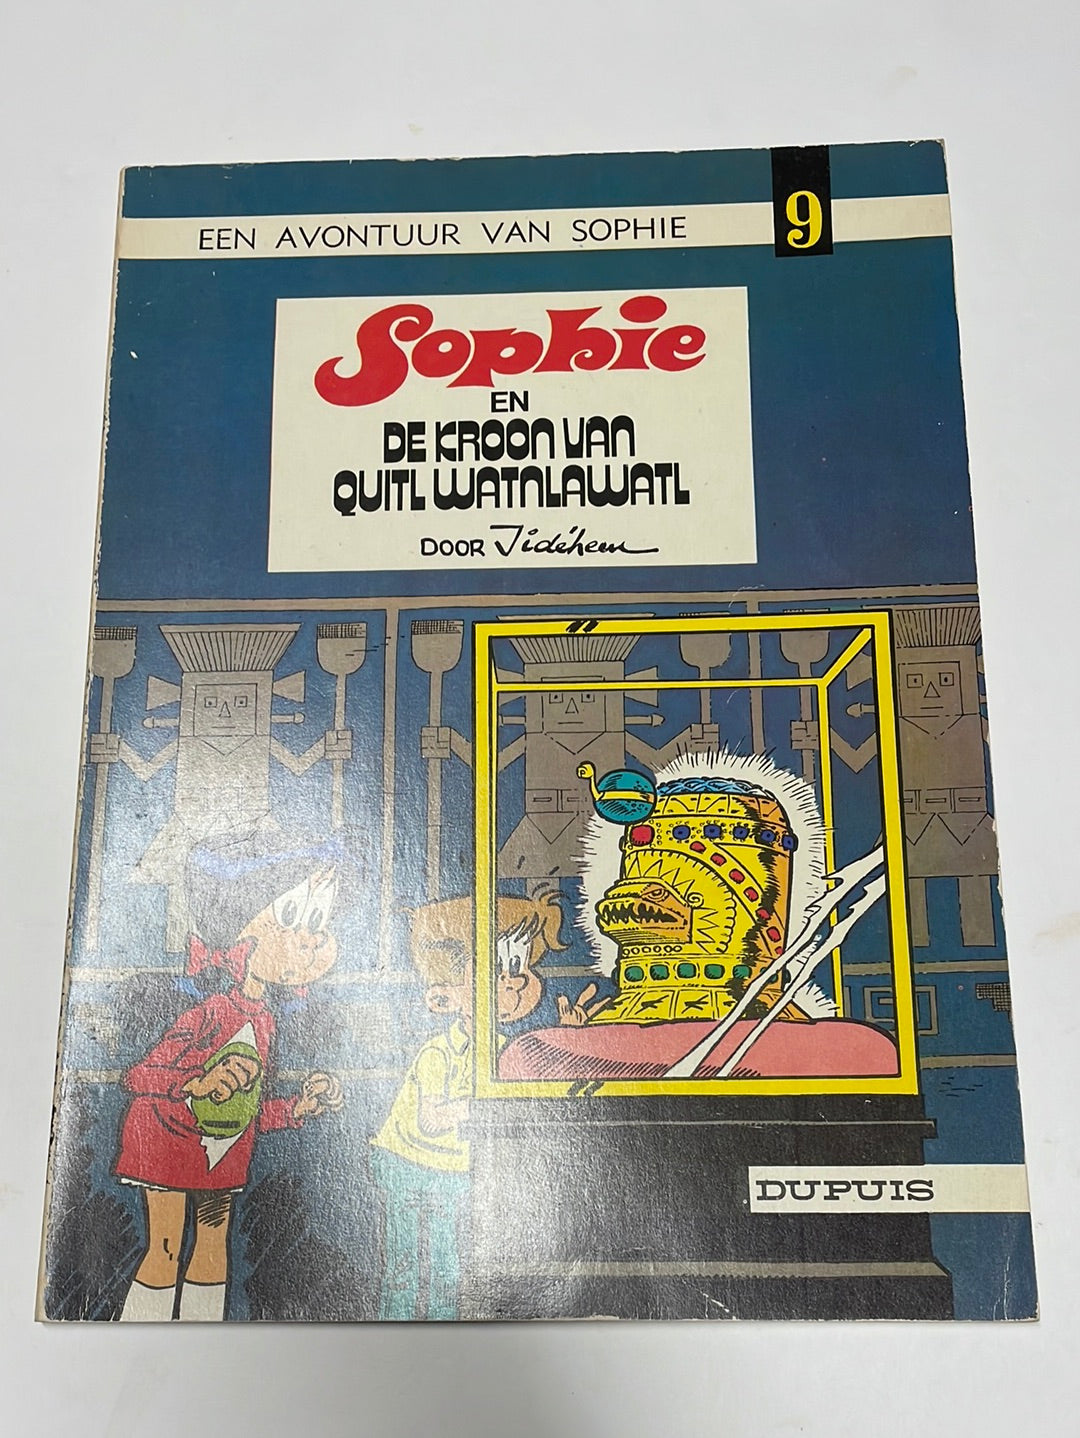 EEN AVONTUUR VAN SOPHIE
9
Sophie
EN
DE KROON VAN
QUITL WATNLAWATL
DOOR Jidéhem
DUPUIS